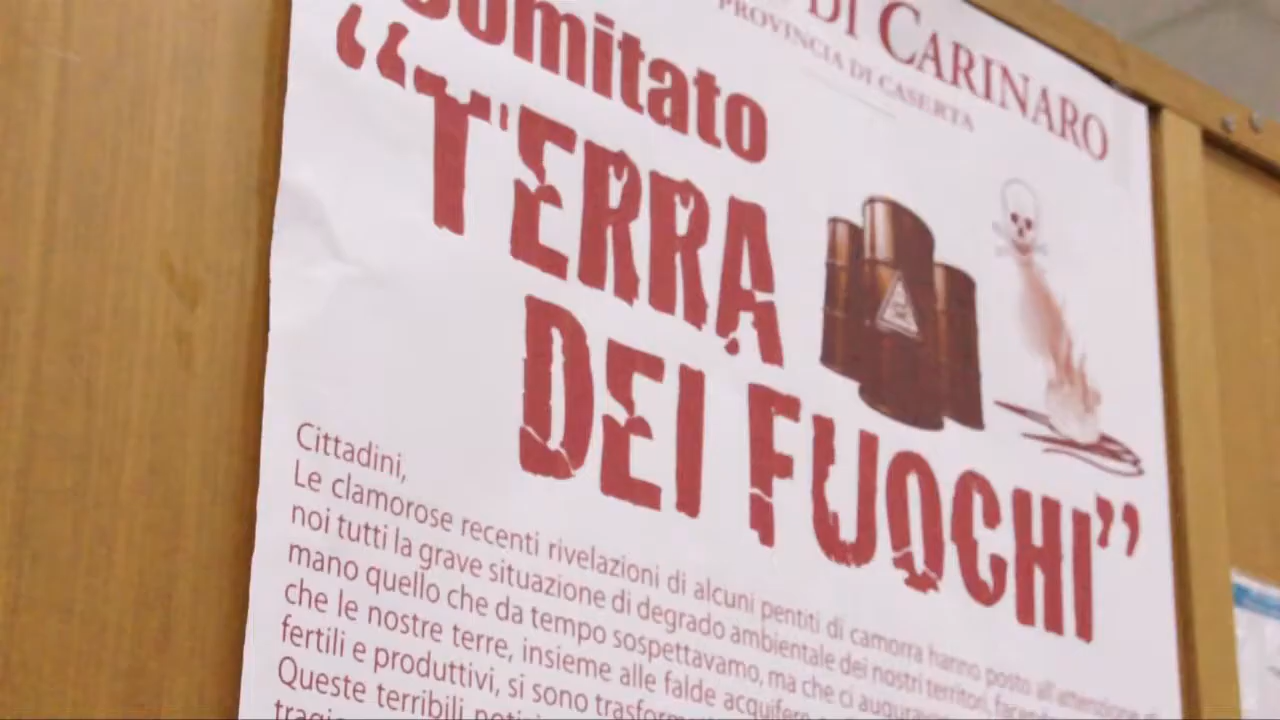 DI CARINARO
PROVINCIA DI CASERTA
Comitato
“TERRA
DEI FUOCHI”
Cittadini,
Le clamorose recenti rivelazioni di alcuni pentiti di camorra hanno posto all'attenzione di
noi tutti la grave situazione di degrado ambientale dei nostri territori,
mano quello che da tempo sospettavamo, ma che ci
che le nostre terre, insieme alle falde acquifere
fertili e produttivi, si sono
Queste terribili